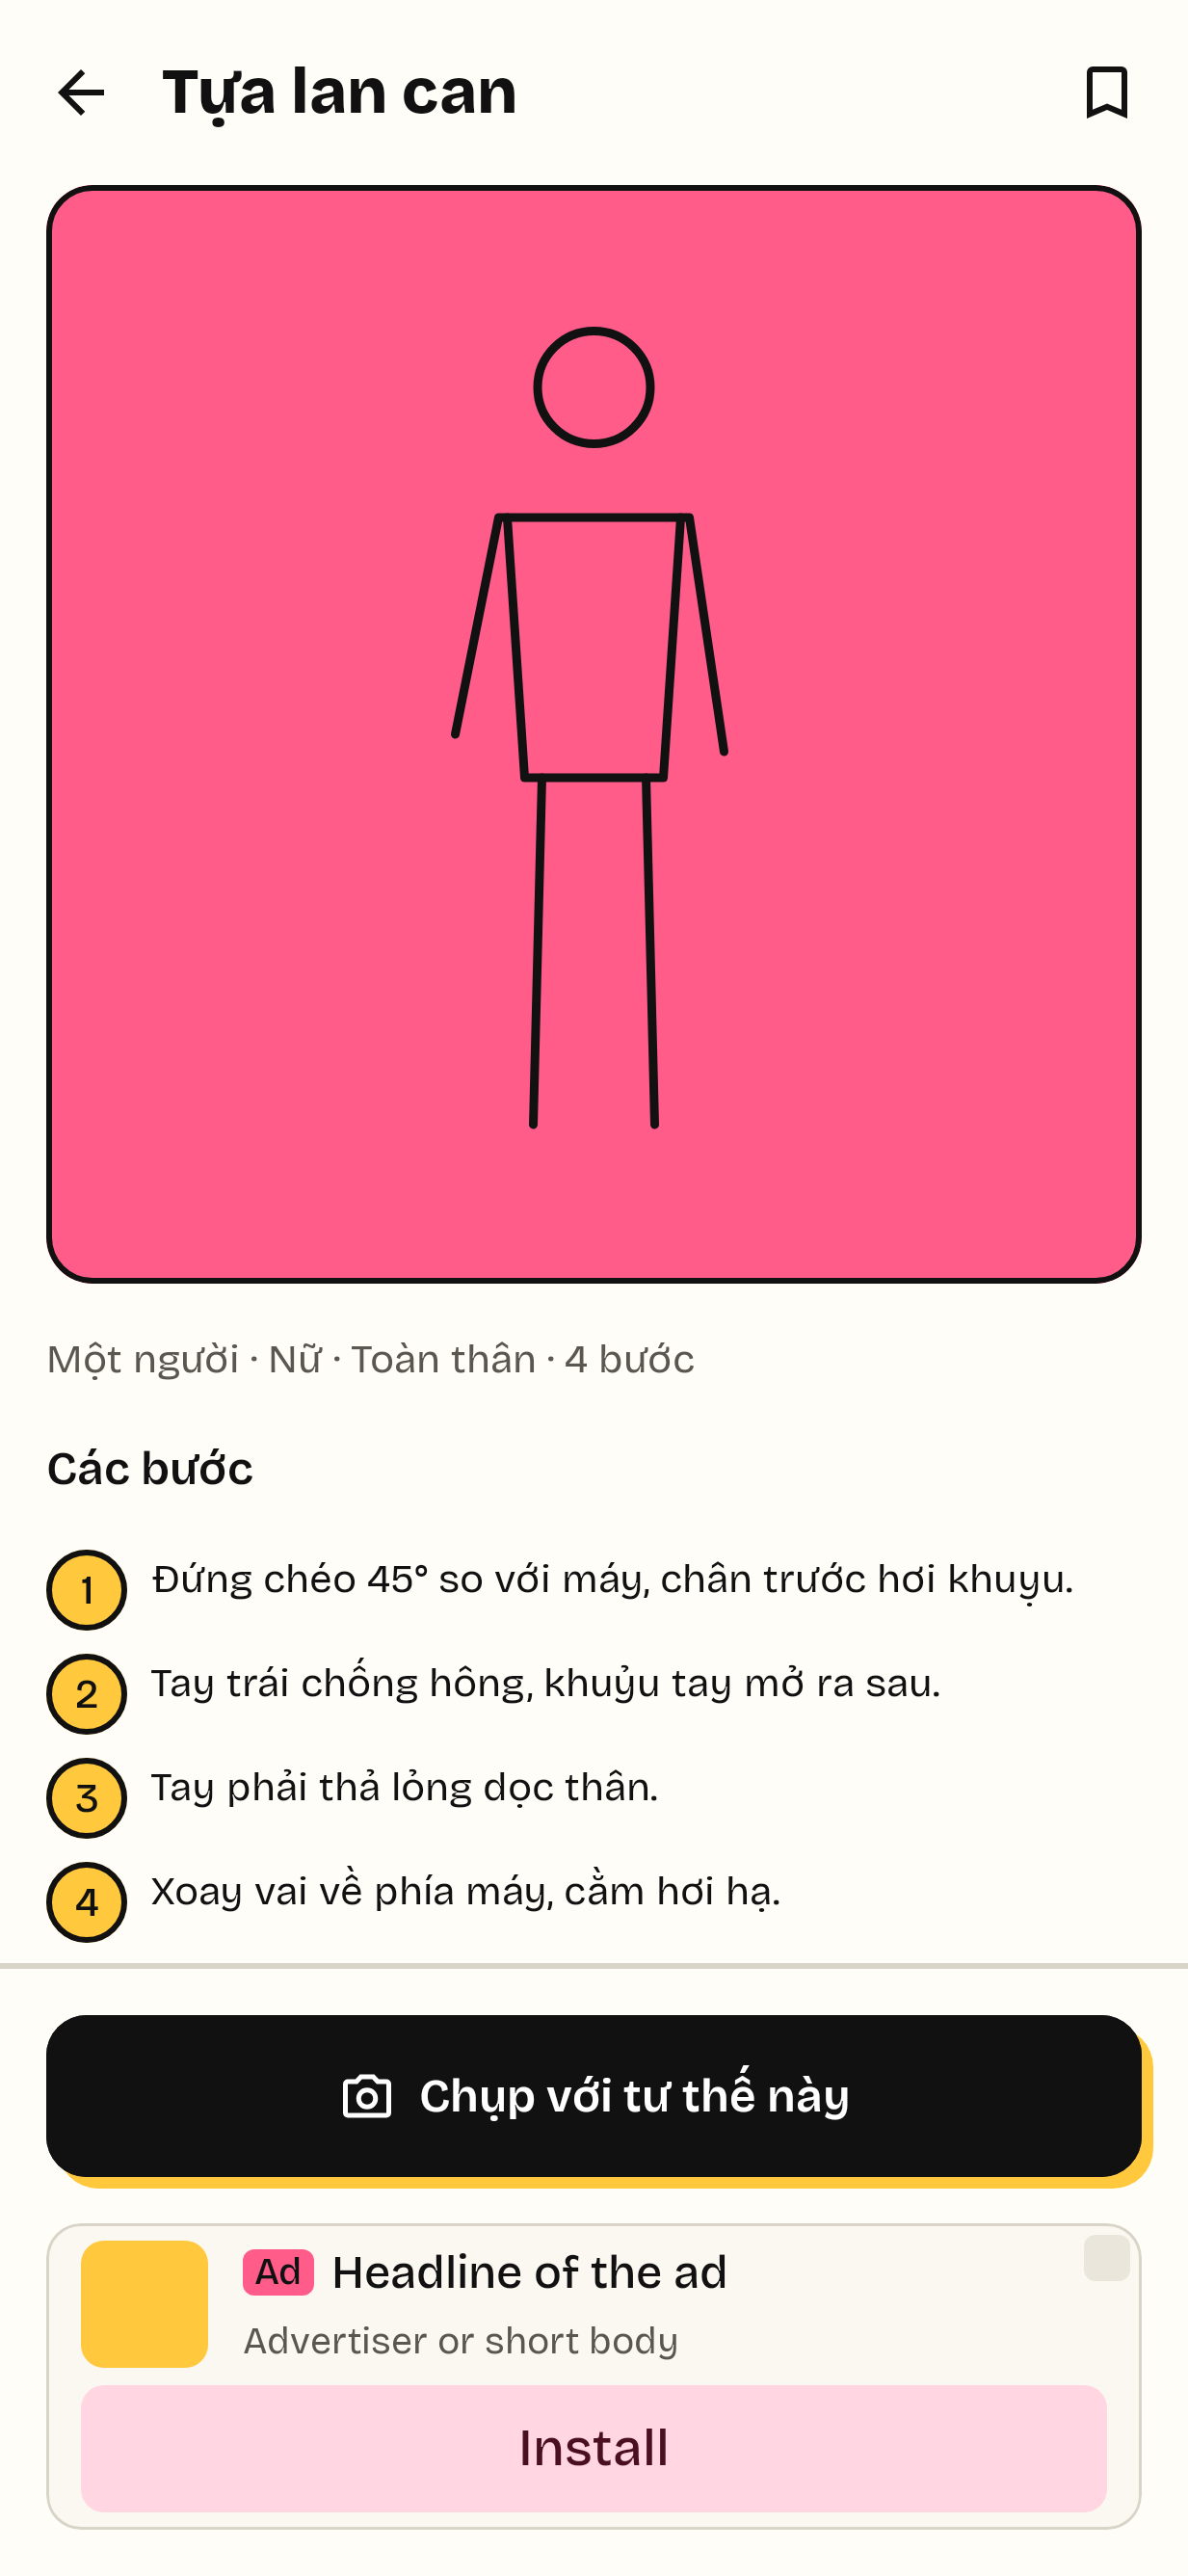 Tựa lan can
Một người · Nữ · Toàn thân · 4 bước
Các bước
1 Đứng chéo 45° so với máy, chân trước hơi khuỵu.
2 Tay trái chống hông, khuỷu tay mở ra sau.
3 Tay phải thả lỏng dọc thân.
4 Xoay vai về phía máy, cằm hơi hạ.
Chụp với tư thế này
Ad Headline of the ad
Advertiser or short body
Install